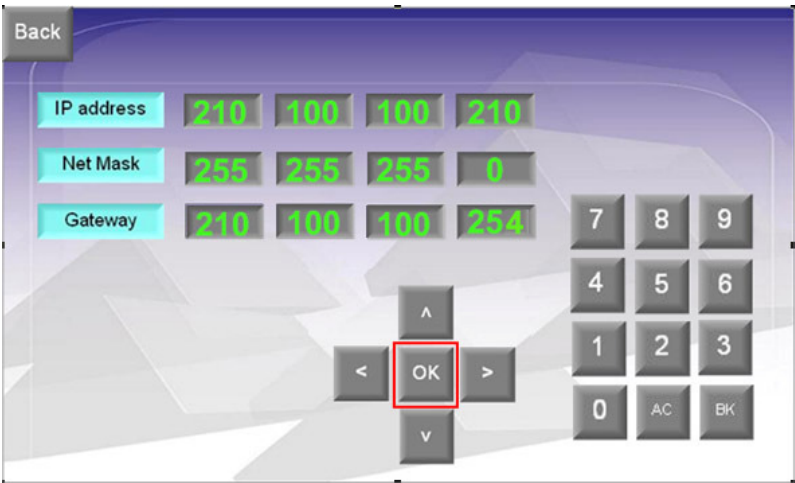 Back
IP address 210 100 100 210
Net Mask 255 255 255 0
Gateway 210 100 100 254
7 8 9
4 5 6
^
1 2 3
< OK >
0 AC BK
v